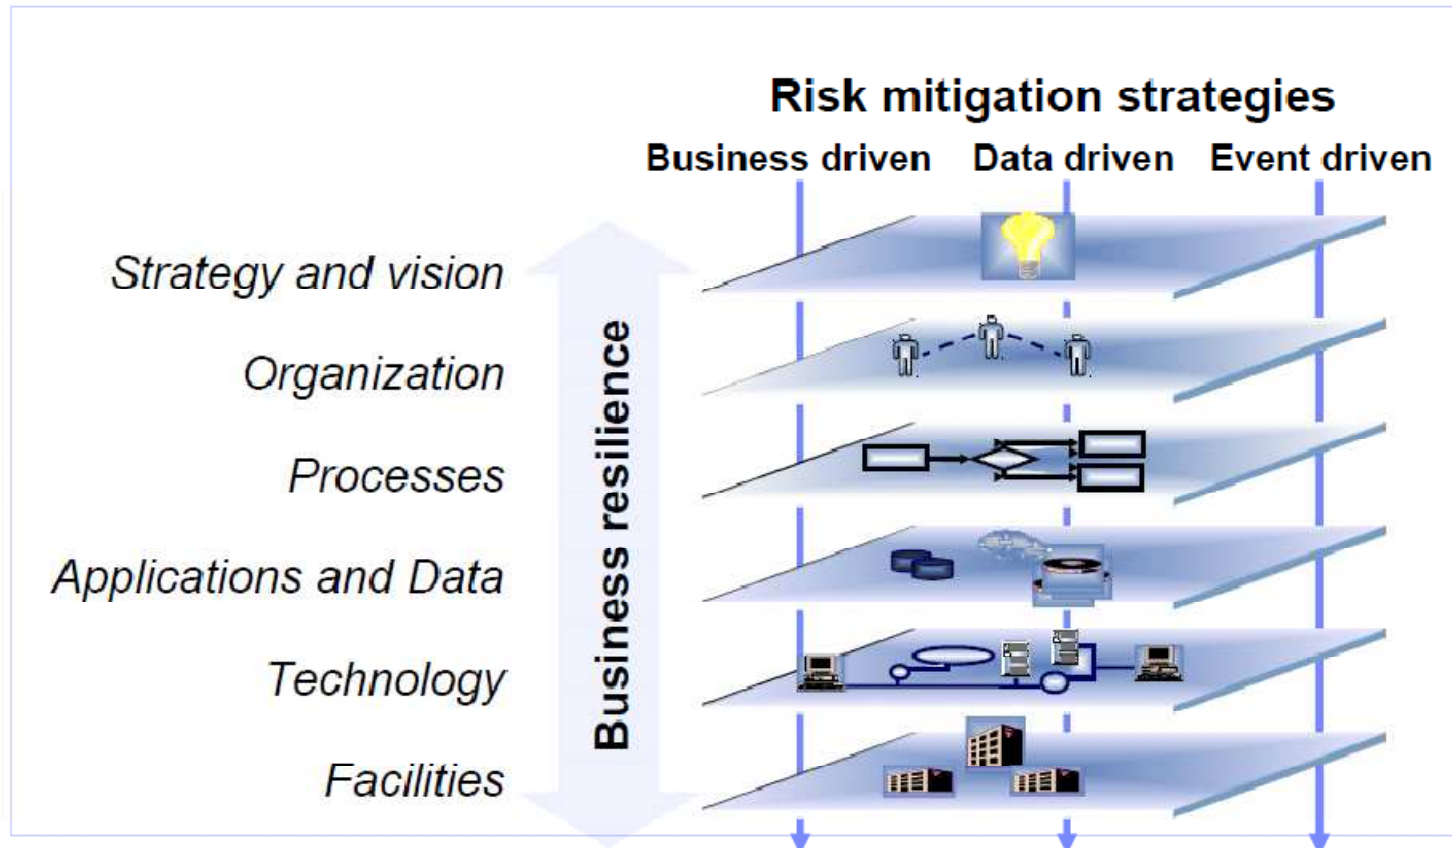 Risk mitigation strategies
Business driven Data driven Event driven
Strategy and vision
Organization
Processes
Applications and Data
Technology
Facilities
Business resilience